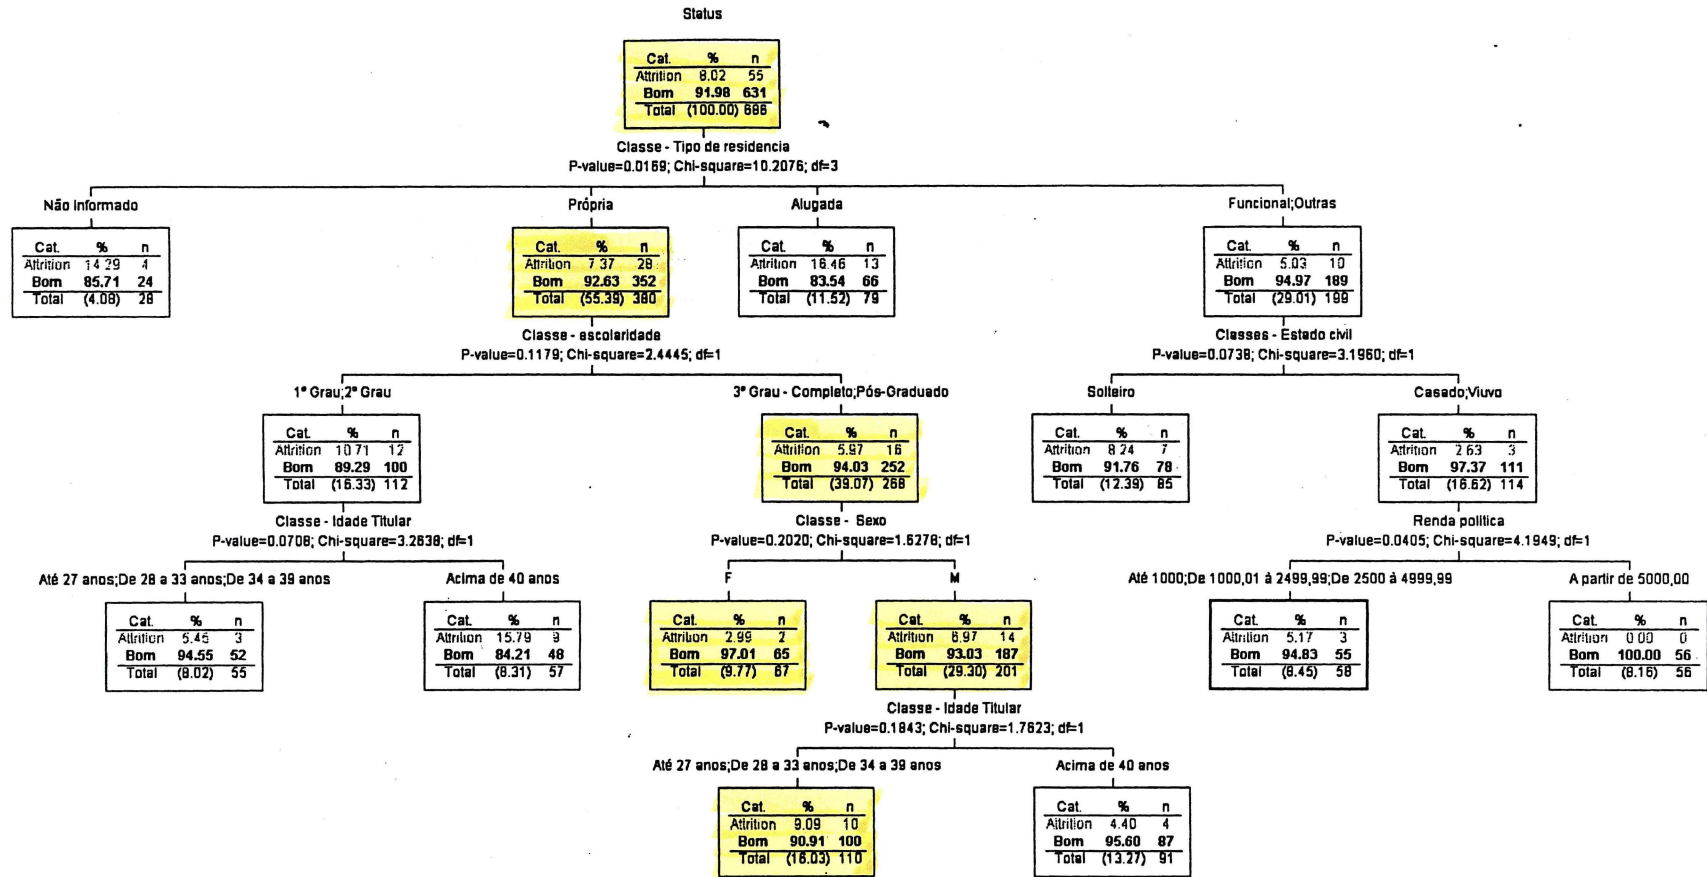 Status
Cat. % n
Attrition 8.02 55
Bom 91.98 631
Total (100.00) 686
Classe - Tipo de residencia
P-value=0.0169; Chi-square=10.2076; df=3
Não Informado
Cat. % n
Attrition 14.29 4
Bom 85.71 24
Total (4.08) 28
Própria
Cat. % n
Attrition 7.37 28
Bom 92.63 352
Total (55.39) 380
Alugada
Cat. % n
Attrition 16.46 13
Bom 83.54 66
Total (11.52) 79
Funcional;Outras
Cat. % n
Attrition 5.03 10
Bom 94.97 189
Total (29.01) 199
Classe - escolaridade
P-value=0.1179; Chi-square=2.4445; df=1
Classes - Estado civil
P-value=0.0738; Chi-square=3.1960; df=1
1º Grau;2º Grau
Cat. % n
Attrition 10.71 12
Bom 89.29 100
Total (16.33) 112
3º Grau - Completo;Pós-Graduado
Cat. % n
Attrition 5.97 16
Bom 94.03 252
Total (39.07) 268
Solteiro
Cat. % n
Attrition 8.24 7
Bom 91.76 78
Total (12.39) 85
Casado;Viuvo
Cat. % n
Attrition 2.63 3
Bom 97.37 111
Total (16.62) 114
Classe - Idade Titular
P-value=0.0708; Chi-square=3.2638; df=1
Classe - Sexo
P-value=0.2020; Chi-square=1.6278; df=1
Renda politica
P-value=0.0405; Chi-square=4.1949; df=1
Até 27 anos;De 28 a 33 anos;De 34 a 39 anos
Cat. % n
Attrition 5.45 3
Bom 94.55 52
Total (8.02) 55
Acima de 40 anos
Cat. % n
Attrition 15.79 9
Bom 84.21 48
Total (8.31) 57
F
Cat. % n
Attrition 2.99 2
Bom 97.01 65
Total (9.77) 67
M
Cat. % n
Attrition 6.97 14
Bom 93.03 187
Total (29.30) 201
Até 1000;De 1000,01 à 2499,99;De 2500 à 4999,99
Cat. % n
Attrition 5.17 3
Bom 94.83 55
Total (8.45) 58
A partir de 5000,00
Cat. % n
Attrition 0.00 0
Bom 100.00 56
Total (8.16) 56
Classe - Idade Titular
P-value=0.1843; Chi-square=1.7623; df=1
Até 27 anos;De 28 a 33 anos;De 34 a 39 anos
Cat. % n
Attrition 9.09 10
Bom 90.91 100
Total (16.03) 110
Acima de 40 anos
Cat. % n
Attrition 4.40 4
Bom 95.60 87
Total (13.27) 91